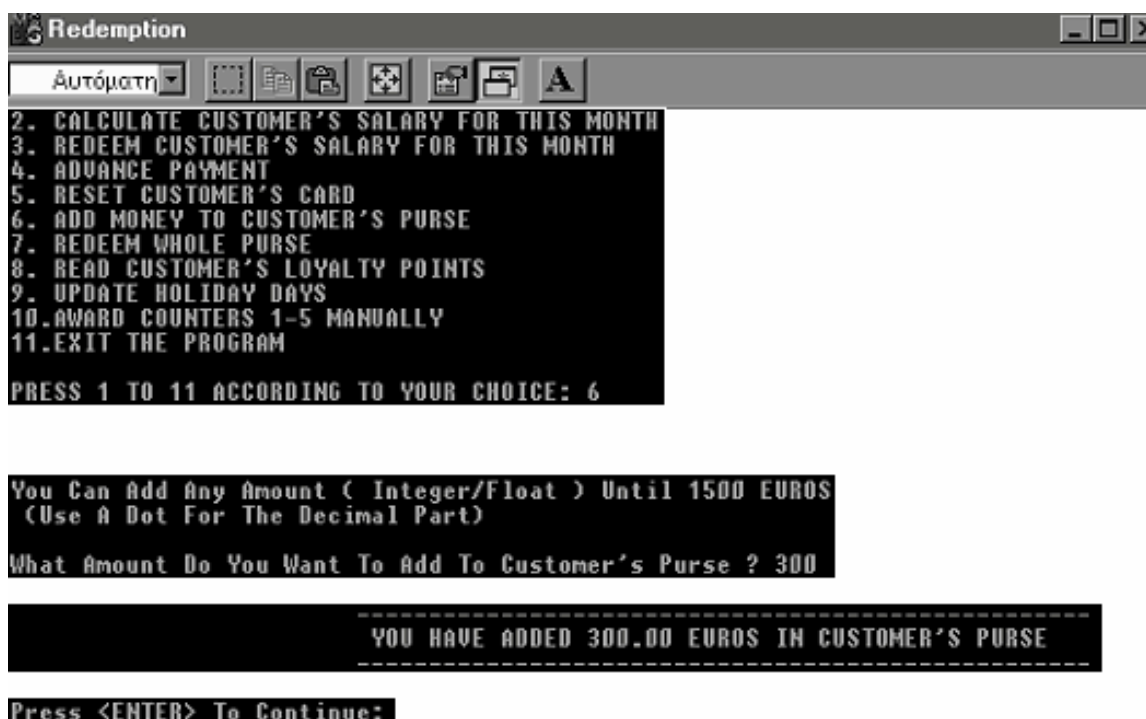 Redemption
Αυτόματη
A
2. CALCULATE CUSTOMER'S SALARY FOR THIS MONTH
3. REDEEM CUSTOMER'S SALARY FOR THIS MONTH
4. ADVANCE PAYMENT
5. RESET CUSTOMER'S CARD
6. ADD MONEY TO CUSTOMER'S PURSE
7. REDEEM WHOLE PURSE
8. READ CUSTOMER'S LOYALTY POINTS
9. UPDATE HOLIDAY DAYS
10.AWARD COUNTERS 1-5 MANUALLY
11.EXIT THE PROGRAM
PRESS 1 TO 11 ACCORDING TO YOUR CHOICE: 6
You Can Add Any Amount ( Integer/Float ) Until 1500 EUROS
(Use A Dot For The Decimal Part)
What Amount Do You Want To Add To Customer's Purse ? 300
YOU HAVE ADDED 300.00 EUROS IN CUSTOMER'S PURSE
Press <ENTER> To Continue: